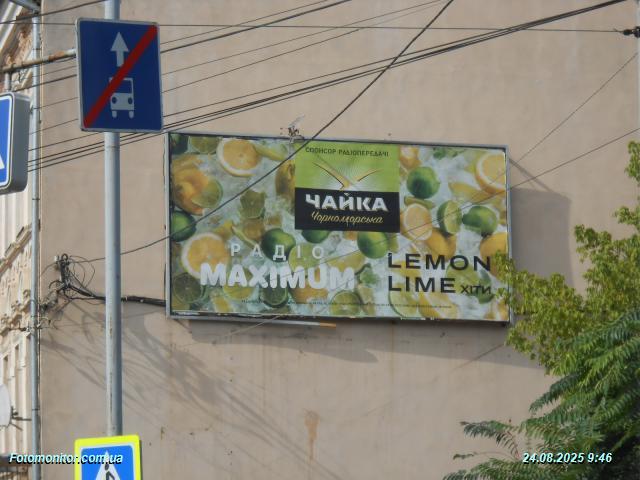 СПОНСОР РАДІОПЕРЕДАЧІ
ЧАЙКА
Чорноморська
РАДІО
MAXIMUM
LEMON
LIME ХІТИ
Fotomonitor.com.ua
24.08.2025 9:46